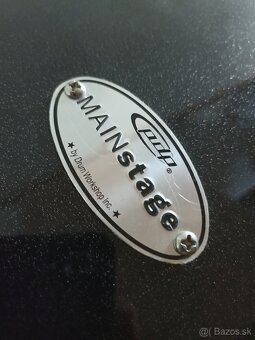 pdp®
MAINstage
★ by Drum Workshop Inc. ★
@( Bazos.sk